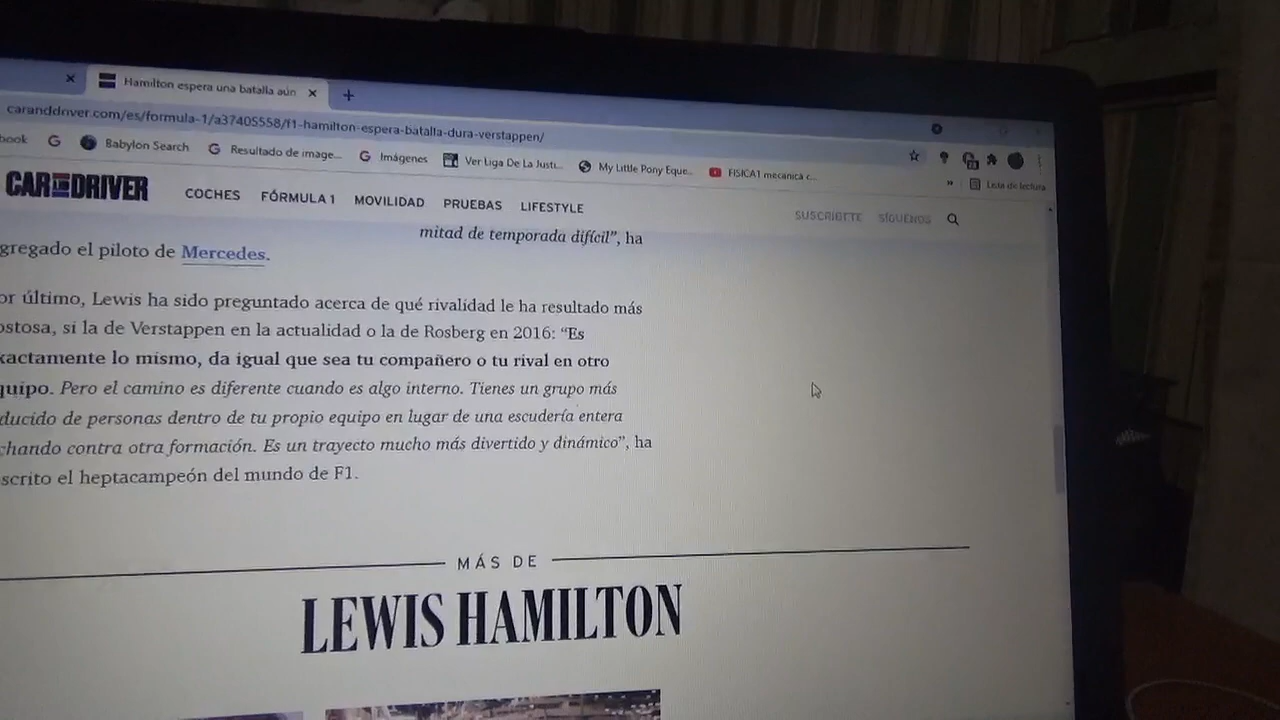 Hamilton espera una batalla aún
caranddriver.com/es/formula-1/a37405558/f1-hamilton-espera-batalla-dura-verstappen/
book
Babylon Search
Resultado de image...
Imágenes
Ver Liga De La Justi...
My Little Pony Eque...
FISICA1 mecanica c...
»
Lista de lectura
CAR AND DRIVER
COCHES
FÓRMULA 1
MOVILIDAD
PRUEBAS
LIFESTYLE
SUSCRÍBETE
SÍGUENOS
mitad de temporada difícil”, ha
gregado el piloto de Mercedes.
or último, Lewis ha sido preguntado acerca de qué rivalidad le ha resultado más
ostosa, si la de Verstappen en la actualidad o la de Rosberg en 2016: “Es
xactamente lo mismo, da igual que sea tu compañero o tu rival en otro
quipo. Pero el camino es diferente cuando es algo interno. Tienes un grupo más
ducido de personas dentro de tu propio equipo en lugar de una escudería entera
chando contra otra formación. Es un trayecto mucho más divertido y dinámico”, ha
scrito el heptacampeón del mundo de F1.
MÁS DE
LEWIS HAMILTON